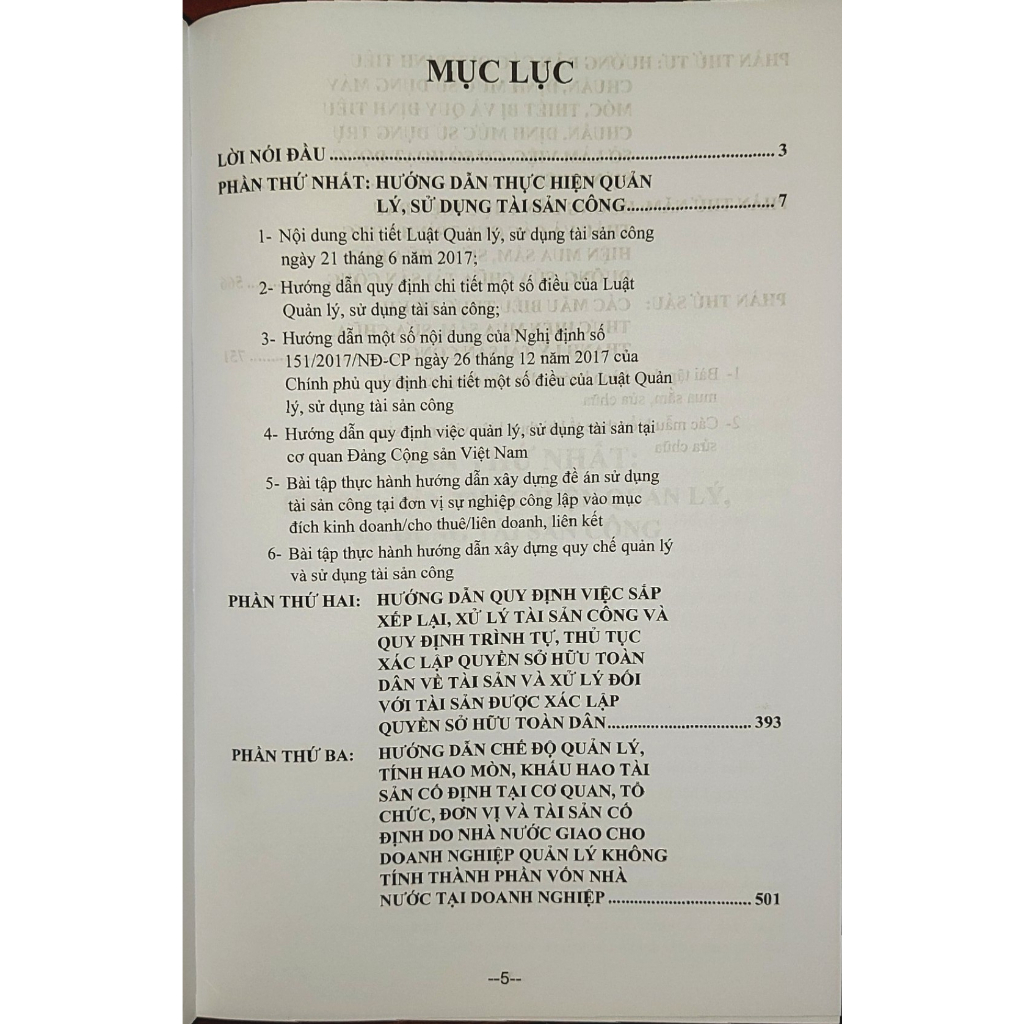 MỤC LỤC
LỜI NÓI ĐẦU ........................................................................................ 3
PHẦN THỨ NHẤT: HƯỚNG DẪN THỰC HIỆN QUẢN
LÝ, SỬ DỤNG TÀI SẢN CÔNG.............................. 7
1- Nội dung chi tiết Luật Quản lý, sử dụng tài sản công
ngày 21 tháng 6 năm 2017;
2- Hướng dẫn quy định chi tiết một số điều của Luật
Quản lý, sử dụng tài sản công;
3- Hướng dẫn một số nội dung của Nghị định số
151/2017/NĐ-CP ngày 26 tháng 12 năm 2017 của
Chính phủ quy định chi tiết một số điều của Luật Quản
lý, sử dụng tài sản công
4- Hướng dẫn quy định việc quản lý, sử dụng tài sản tại
cơ quan Đảng Cộng sản Việt Nam
5- Bài tập thực hành hướng dẫn xây dựng đề án sử dụng
tài sản công tại đơn vị sự nghiệp công lập vào mục
đích kinh doanh/cho thuê/liên doanh, liên kết
6- Bài tập thực hành hướng dẫn xây dựng quy chế quản lý
và sử dụng tài sản công
PHẦN THỨ HAI: HƯỚNG DẪN QUY ĐỊNH VIỆC SẮP
XẾP LẠI, XỬ LÝ TÀI SẢN CÔNG VÀ
QUY ĐỊNH TRÌNH TỰ, THỦ TỤC
XÁC LẬP QUYỀN SỞ HỮU TOÀN
DÂN VỀ TÀI SẢN VÀ XỬ LÝ ĐỐI
VỚI TÀI SẢN ĐƯỢC XÁC LẬP
QUYỀN SỞ HỮU TOÀN DÂN............................. 393
PHẦN THỨ BA: HƯỚNG DẪN CHẾ ĐỘ QUẢN LÝ,
TÍNH HAO MÒN, KHẤU HAO TÀI
SẢN CỐ ĐỊNH TẠI CƠ QUAN, TỔ
CHỨC, ĐƠN VỊ VÀ TÀI SẢN CỐ
ĐỊNH DO NHÀ NƯỚC GIAO CHO
DOANH NGHIỆP QUẢN LÝ KHÔNG
TÍNH THÀNH PHẦN VỐN NHÀ
NƯỚC TẠI DOANH NGHIỆP ............................. 501
--5--